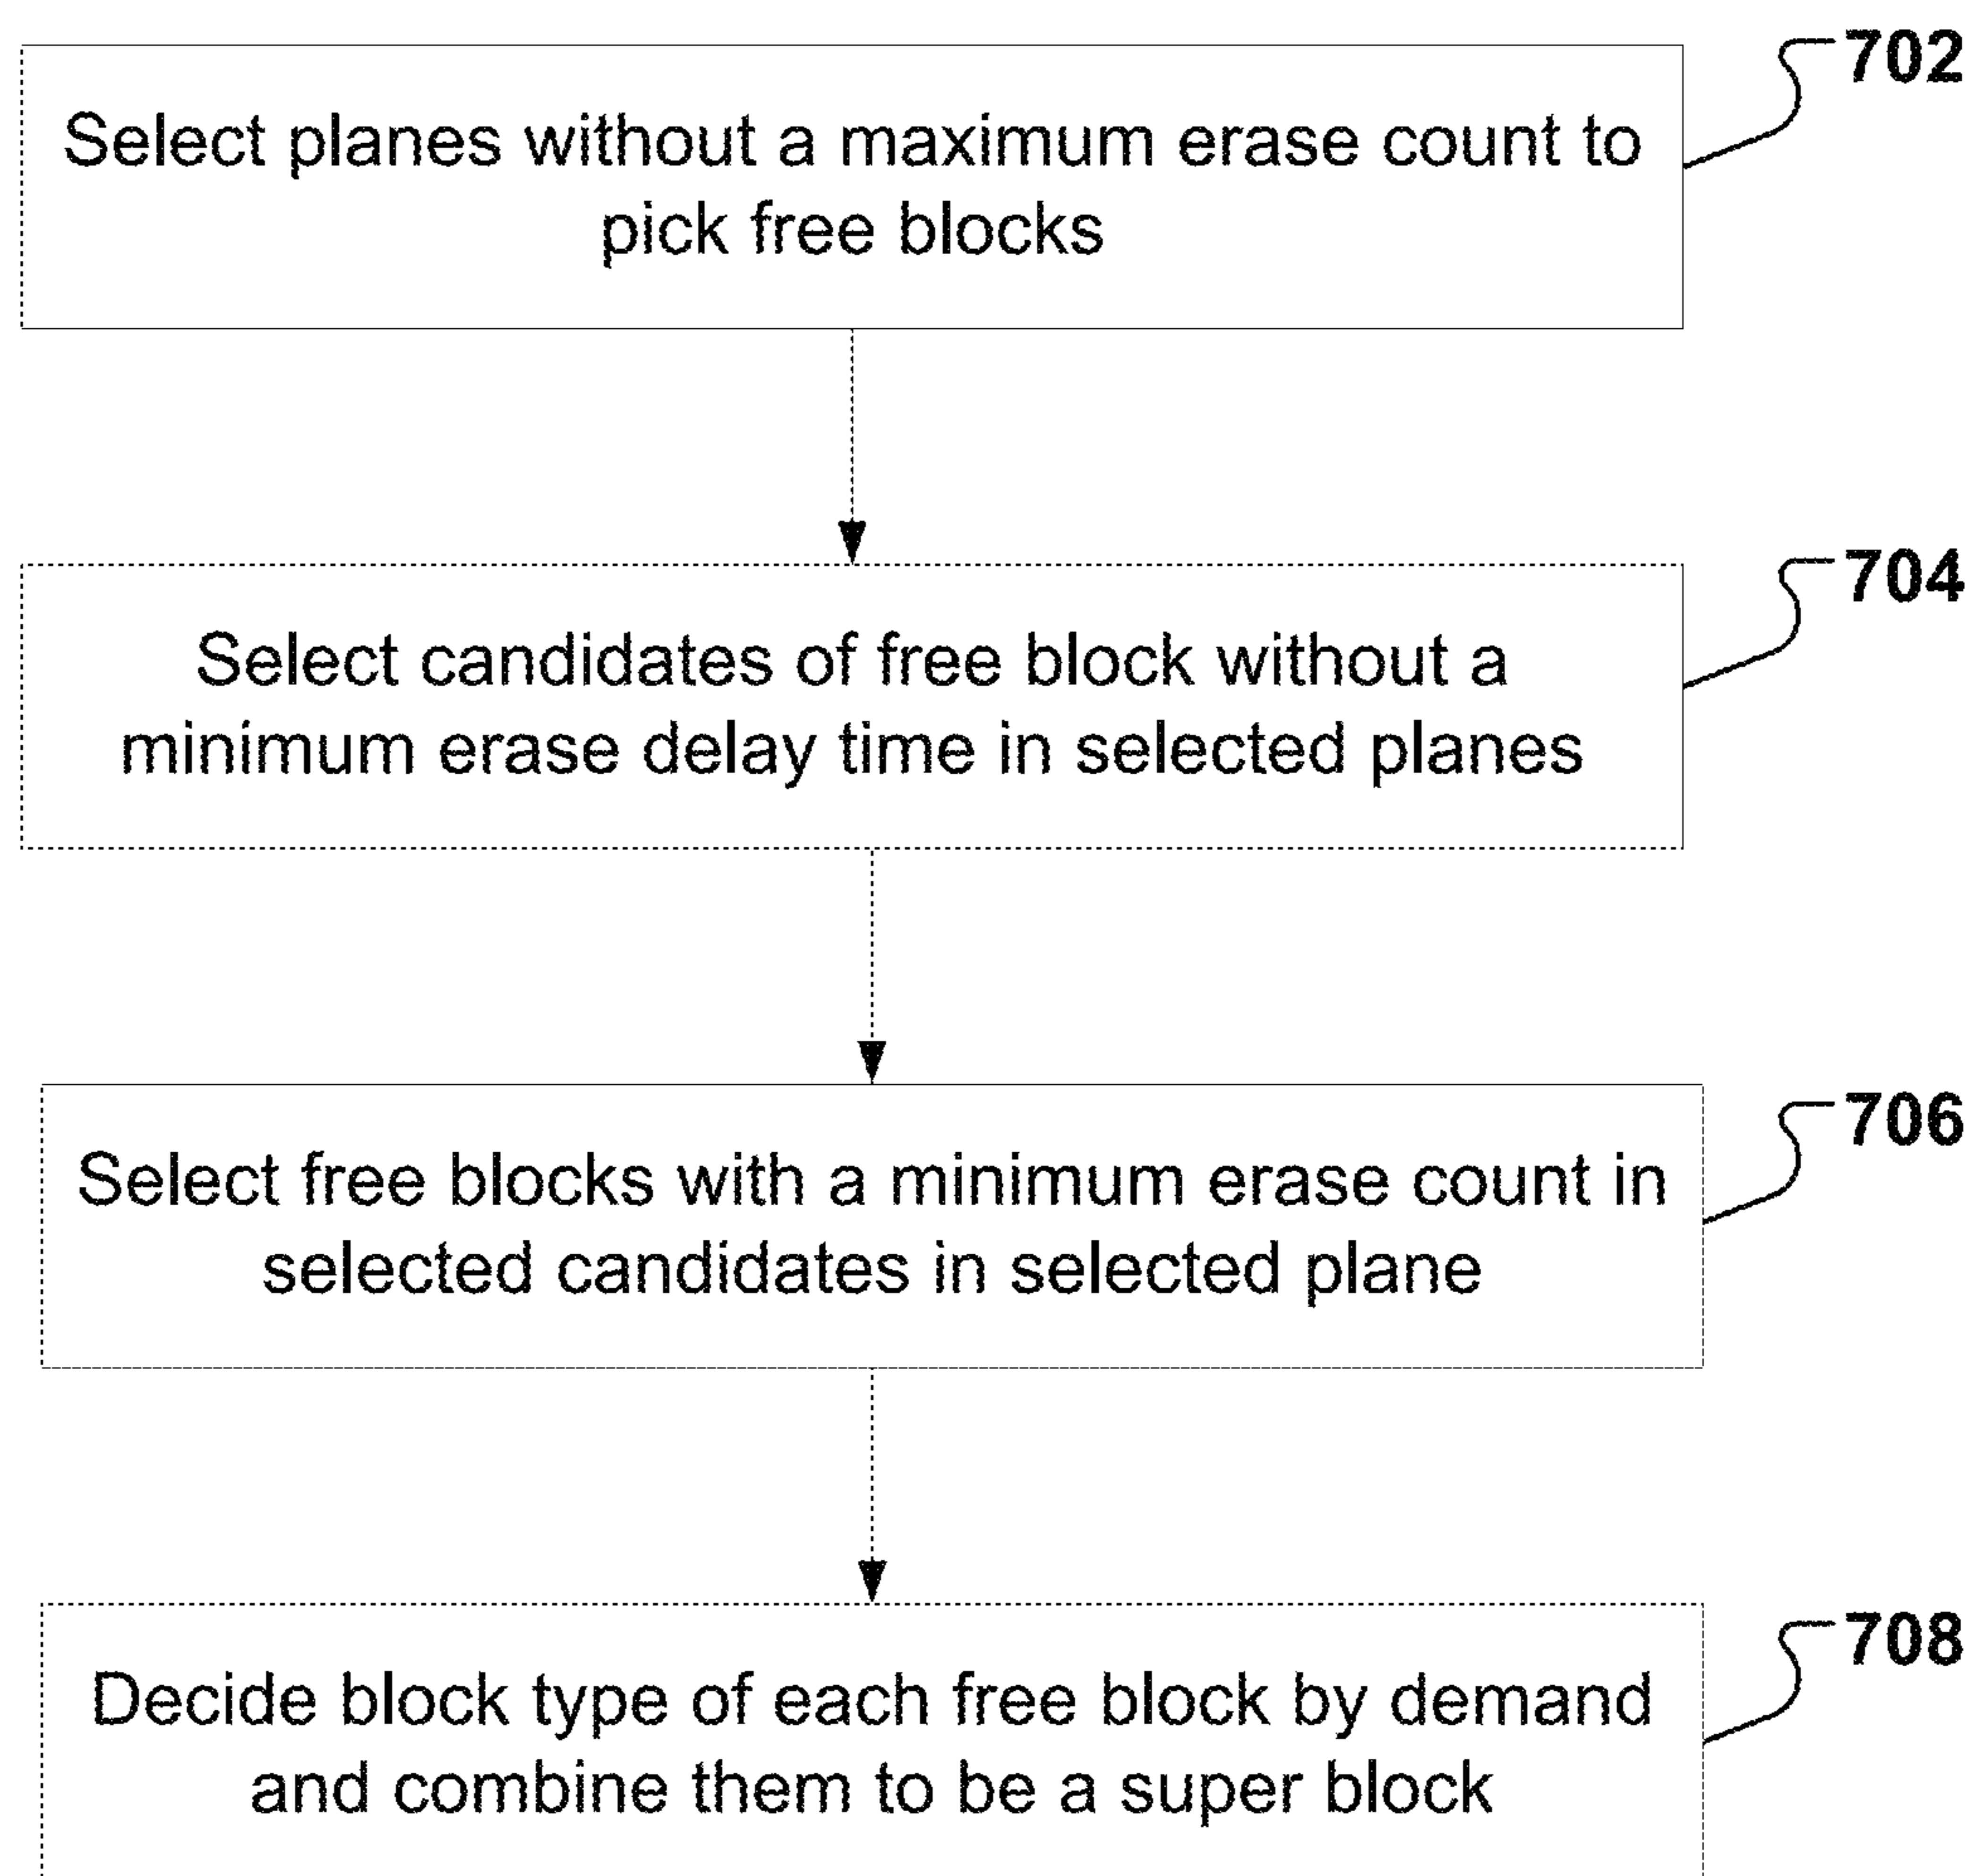 702
Select planes without a maximum erase count to
pick free blocks
704
Select candidates of free block without a
minimum erase delay time in selected planes
706
Select free blocks with a minimum erase count in
selected candidates in selected plane
708
Decide block type of each free block by demand
and combine them to be a super block